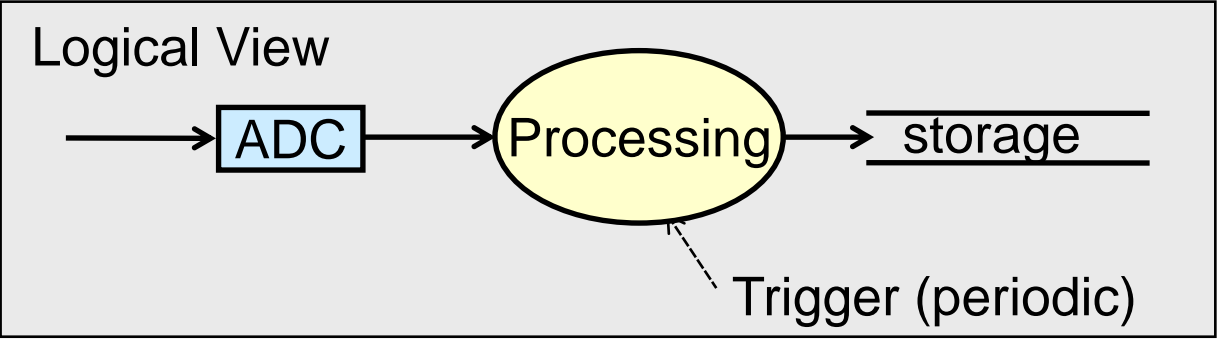 Logical View
ADC
Processing
storage
Trigger (periodic)